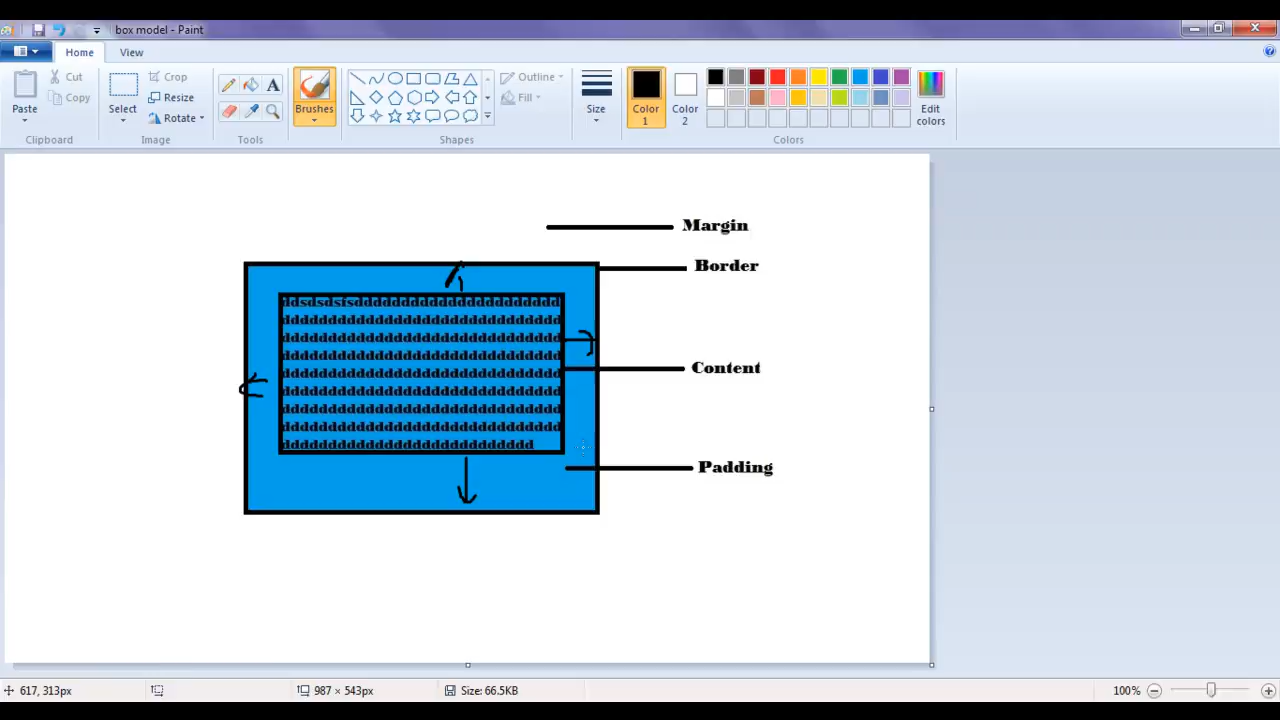 box model - Paint
Home View
Paste
Cut
Copy
Clipboard
Select
Crop
Resize
Rotate
Image
A
Tools
Brushes
Outline
Fill
Shapes
Size
Color 1
Color 2
Edit colors
Colors
Margin
Border
Content
Padding
617, 313px
987 × 543px
Size: 66.5KB
100%